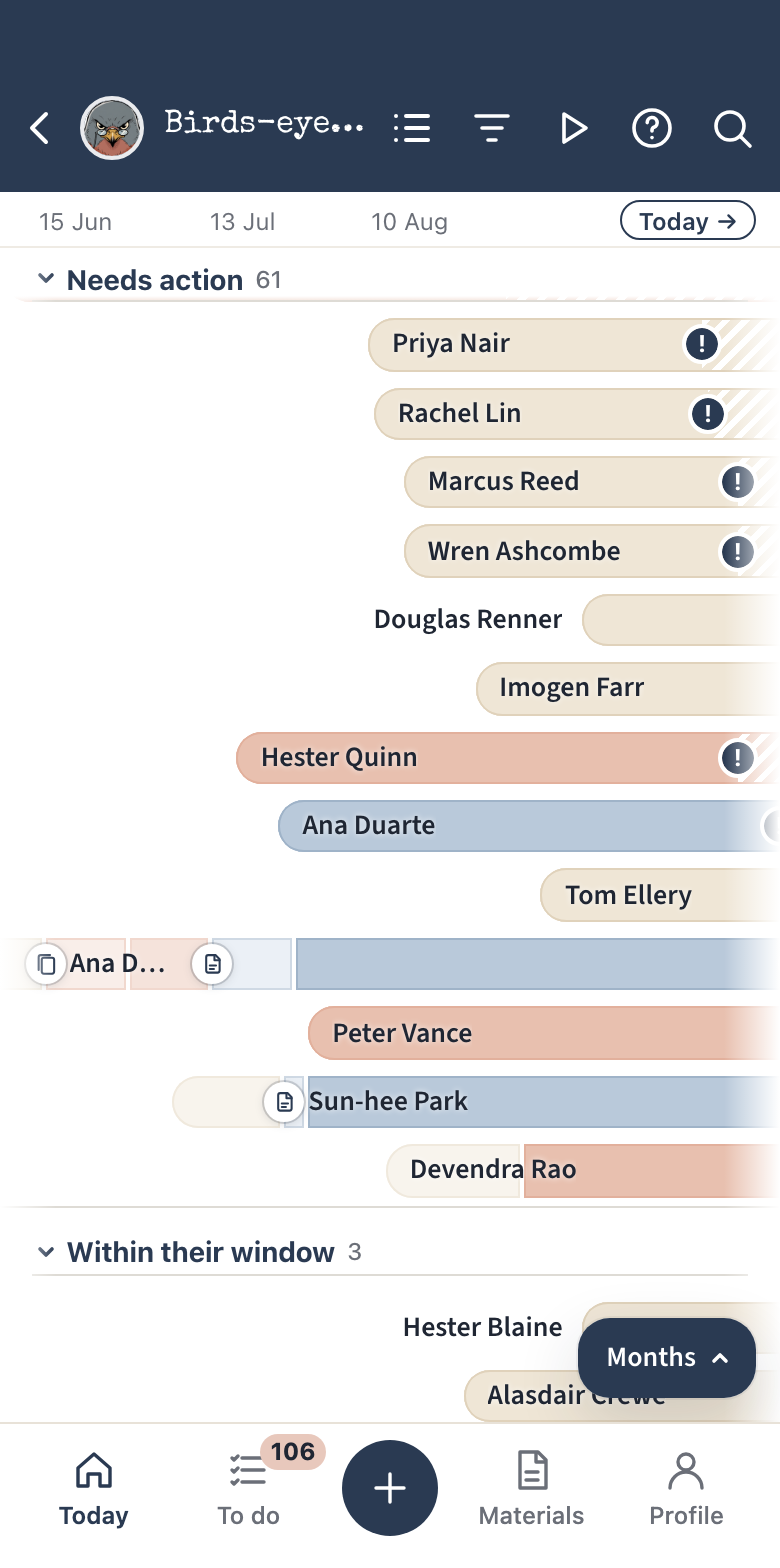 Birds-eye...
15 Jun 13 Jul 10 Aug Today →
Needs action 61
Priya Nair !
Rachel Lin !
Marcus Reed !
Wren Ashcombe !
Douglas Renner
Imogen Farr
Hester Quinn !
Ana Duarte
Tom Ellery
Ana D...
Peter Vance
Sun-hee Park
Devendra Rao
Within their window 3
Hester Blaine
Months
Alasdair Crewe
106
Today To do Materials Profile